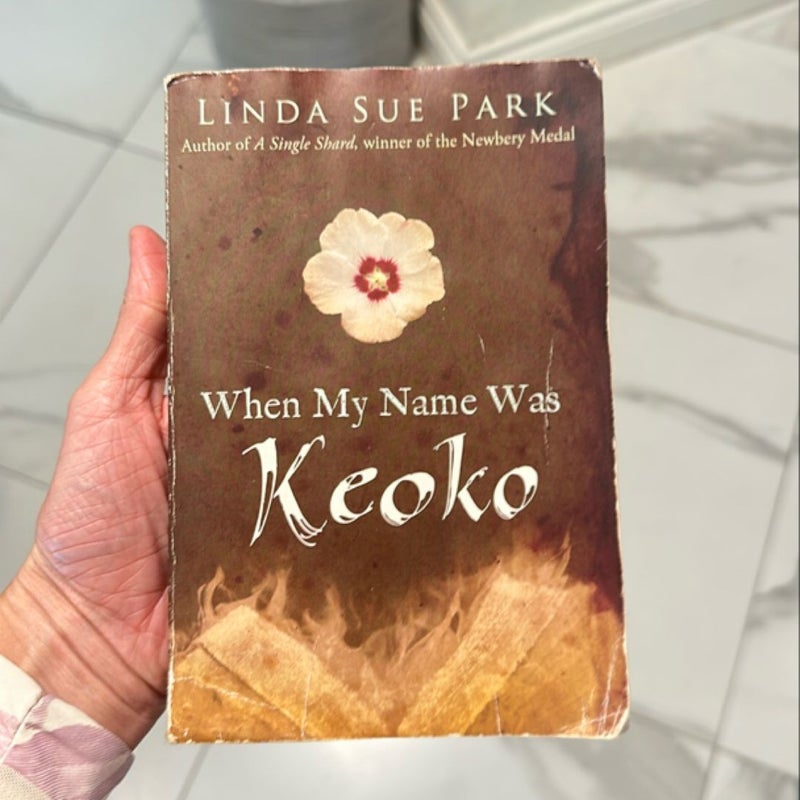 LINDA SUE PARK
Author of A Single Shard, winner of the Newbery Medal
When My Name Was
Keoko